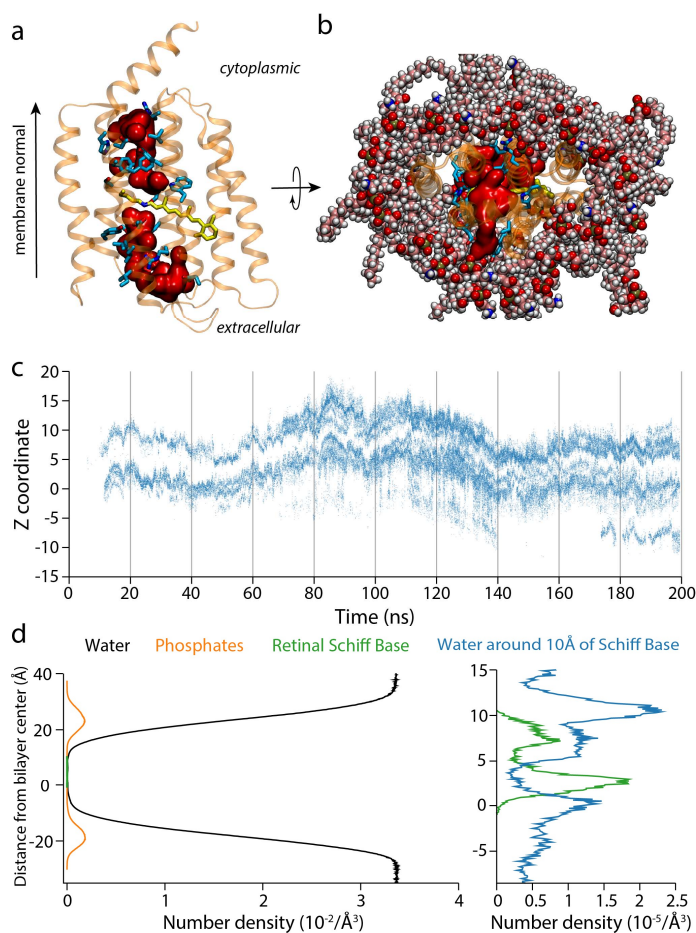 a
b
cytoplasmic
membrane normal
extracellular
c
20
15
10
5
0
-5
-10
-15
Z coordinate
0 20 40 60 80 100 120 140 160 180 200
Time (ns)
d
Water Phosphates Retinal Schiff Base Water around 10Å of Schiff Base
Distance from bilayer center (Å)
40
20
0
-20
0 1 2 3 4
Number density (10⁻²/Å³)
15
10
5
0
-5
0 0.5 1 1.5 2 2.5
Number density (10⁻⁵/Å³)